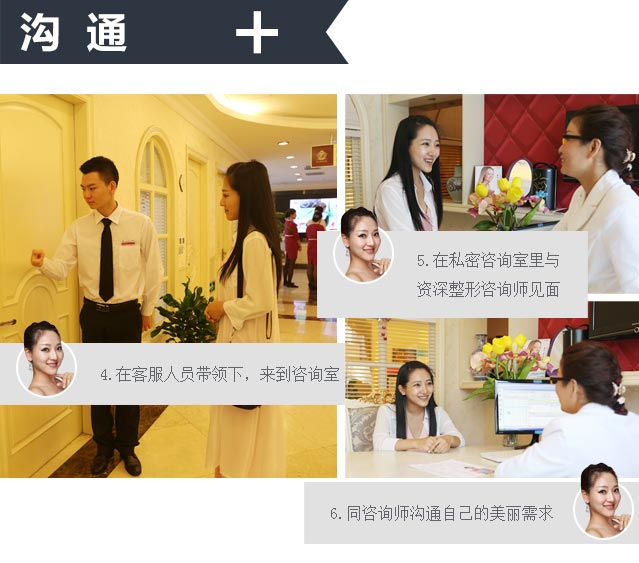 沟通
4.在客服人员带领下，来到咨询室
5.在私密咨询室里与
资深整形咨询师见面
6.同咨询师沟通自己的美丽需求